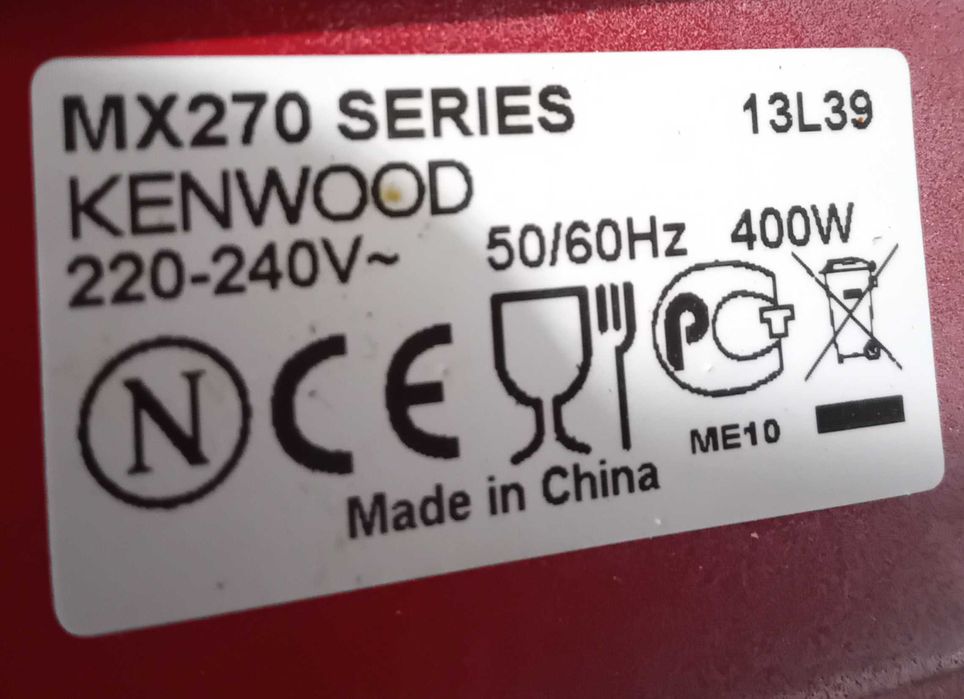 MX270 SERIES 13L39
KENWOOD
220-240V~ 50/60Hz 400W
N CE PCT
ME10
Made in China